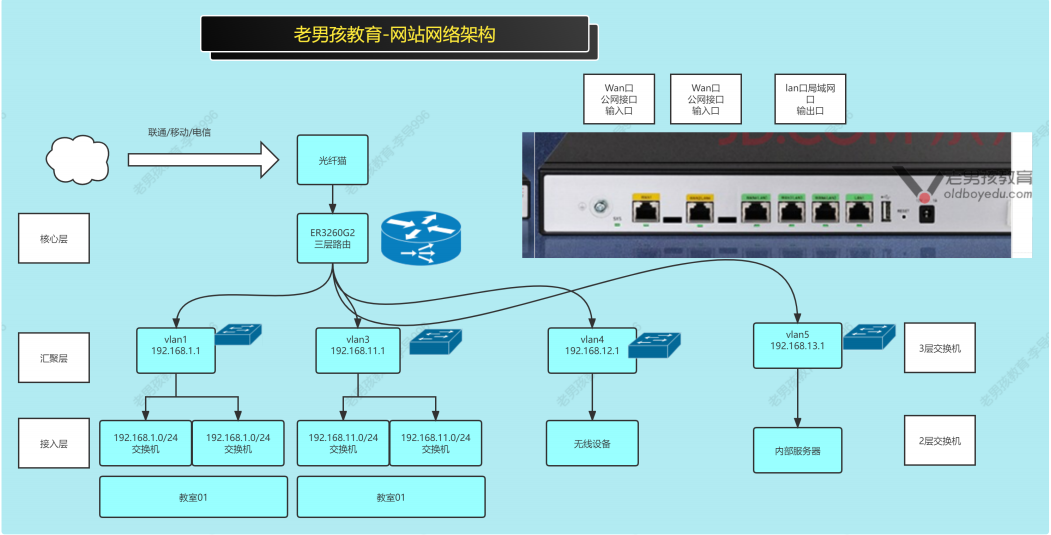 老男孩教育-网站网络架构
Wan口
公网接口
输入口
Wan口
公网接口
输入口
lan口局域网
口
输出口
联通/移动/电信
光纤猫
老男孩教育
oldboyedu.com
核心层
ER3260G2
三层路由
汇聚层
vlan1
192.168.1.1
vlan3
192.168.11.1
vlan4
192.168.12.1
vlan5
192.168.13.1
3层交换机
接入层
192.168.1.0/24
交换机
192.168.1.0/24
交换机
192.168.11.0/24
交换机
192.168.11.0/24
交换机
无线设备
内部服务器
2层交换机
教室01
教室01